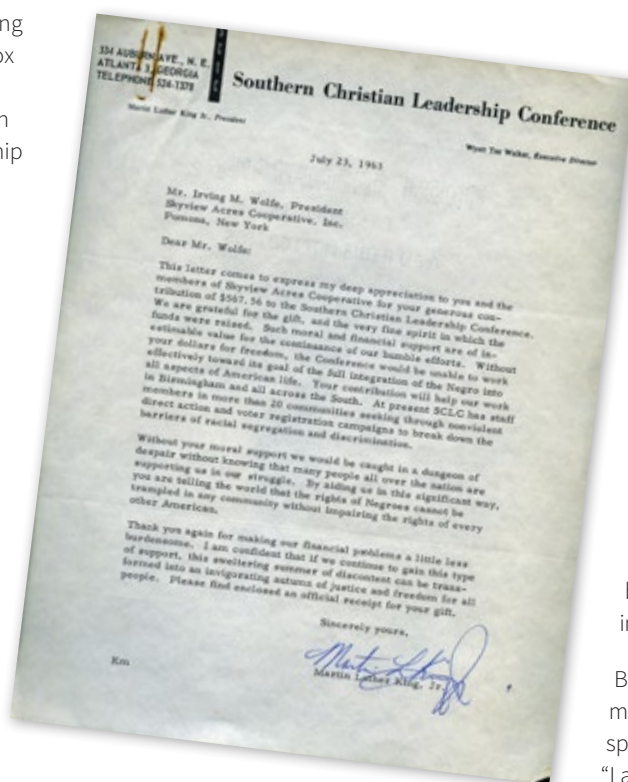 ing
ox
n
hip
334 AUBURN AVE., N. E.
ATLANTA 3, GEORGIA
TELEPHONE 524-1378
Southern Christian Leadership Conference
Martin Luther King Jr., President
Wyatt Tee Walker, Executive Director
July 23, 1963
Mr. Irving M. Wolfe, President
Skyview Acres Cooperative, Inc.
Pomona, New York
Dear Mr. Wolfe:
This letter comes to express my deep appreciation to you and the
members of Skyview Acres Cooperative for your generous con-
tribution of $567.56 to the Southern Christian Leadership Conference.
We are grateful for the gift, and the very fine spirit in which the
funds were raised. Such moral and financial support are of in-
estimable value for the continuance of our humble efforts. Without
your dollars for freedom, the Conference would be unable to work
effectively toward its goal of the full integration of the Negro into
all aspects of American life. Your contribution will help our work
in Birmingham and all across the South. At present SCLC has staff
members in more than 20 communities seeking through nonviolent
direct action and voter registration campaigns to break down the
barriers of racial segregation and discrimination.
Without your moral support we would be caught in a dungeon of
despair without knowing that many people all over the nation are
supporting us in our struggle. By aiding us in this significant way,
you are telling the world that the rights of Negroes cannot be
trampled in any community without impairing the rights of every
other American.
Thank you again for making our financial problems a little less
burdensome. I am confident that if we continue to gain this type
of support, this sweltering summer of discontent can be trans-
formed into an invigorating autumn of justice and freedom for all
people. Please find enclosed an official receipt for your gift.
Sincerely yours,
Martin Luther King, Jr.
Km
in
B
m
sp
"I a